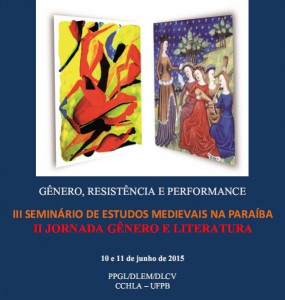 GÊNERO, RESISTÊNCIA E PERFORMANCE
III SEMINÁRIO DE ESTUDOS MEDIEVAIS NA PARAÍBA
II JORNADA GÊNERO E LITERATURA
10 e 11 de junho de 2015
PPGL/DLEM/DLCV
CCHLA – UFPB